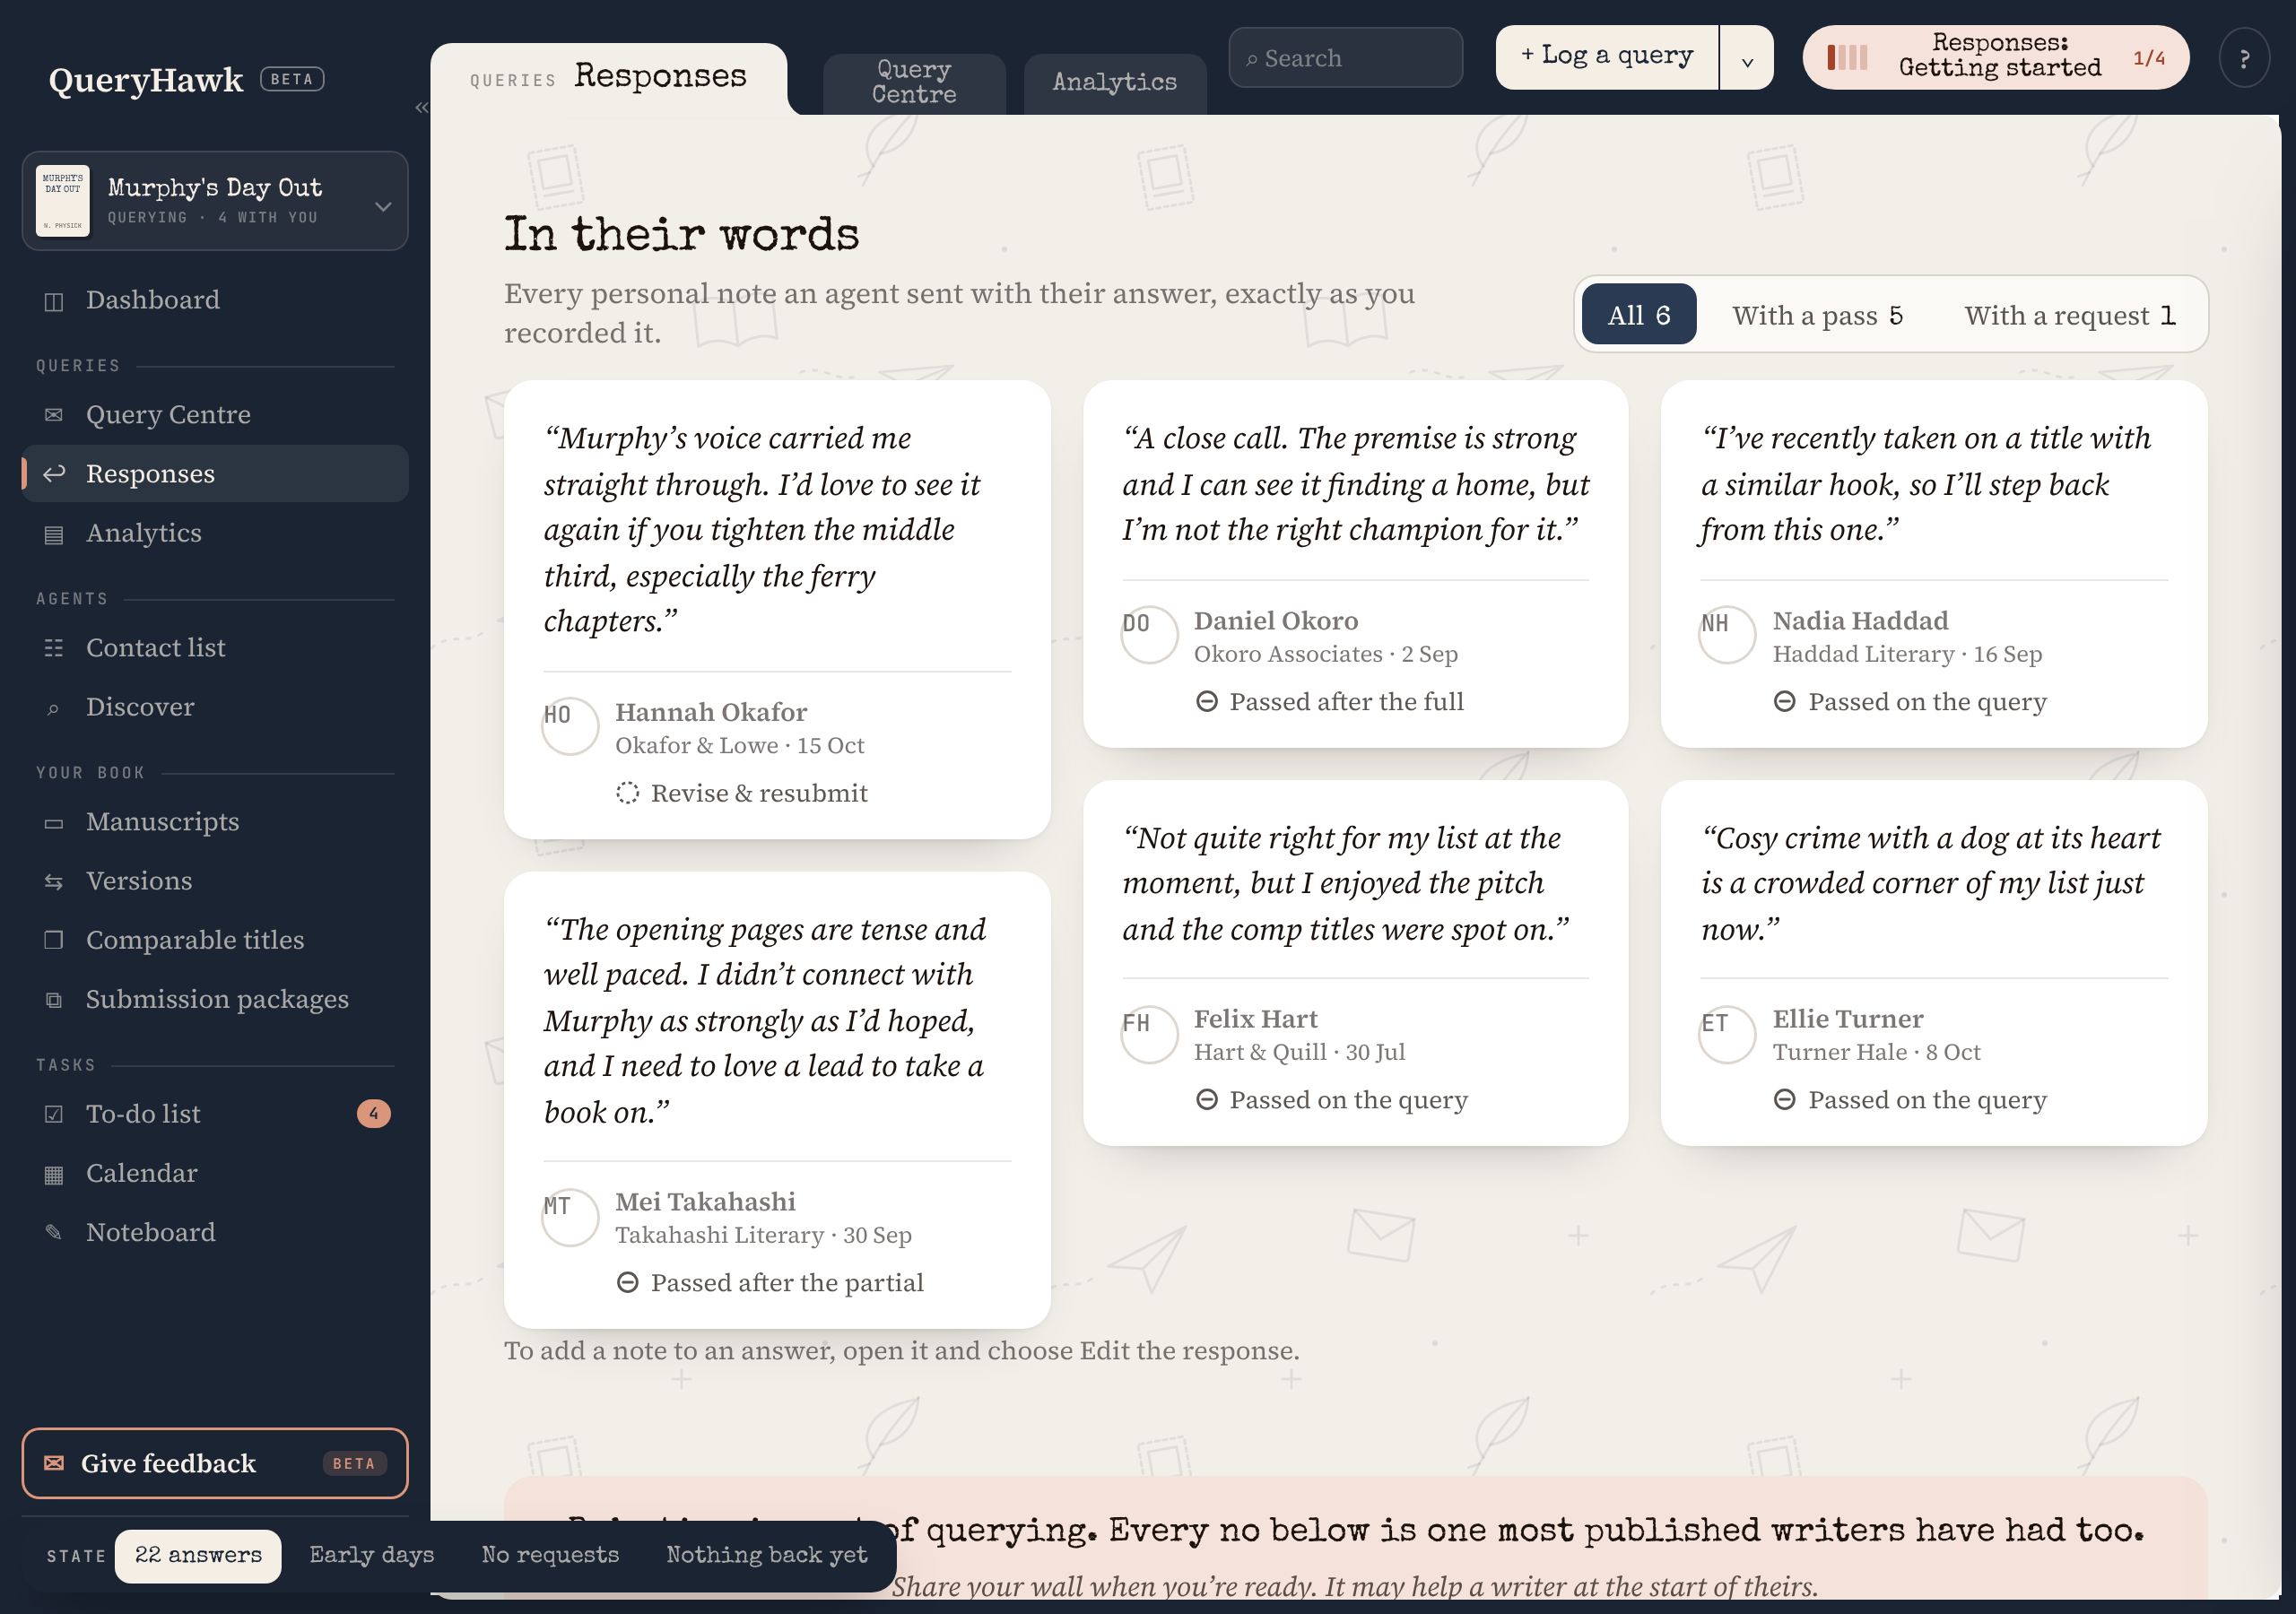 QueryHawk BETA
«
MURPHY'S
DAY OUT
N. PHYSICK
Murphy's Day Out
QUERYING · 4 WITH YOU
Dashboard
QUERIES
Query Centre
Responses
Analytics
AGENTS
Contact list
Discover
YOUR BOOK
Manuscripts
Versions
Comparable titles
Submission packages
TASKS
To-do list 4
Calendar
Noteboard
Give feedback BETA
QUERIES Responses
Query
Centre
Analytics
Search
+ Log a query
Responses:
Getting started
1/4
?
In their words
Every personal note an agent sent with their answer, exactly as you
recorded it.
All 6 With a pass 5 With a request 1
“Murphy’s voice carried me
straight through. I’d love to see it
again if you tighten the middle
third, especially the ferry
chapters.”
HO
Hannah Okafor
Okafor & Lowe · 15 Oct
Revise & resubmit
“The opening pages are tense and
well paced. I didn’t connect with
Murphy as strongly as I’d hoped,
and I need to love a lead to take a
book on.”
MT
Mei Takahashi
Takahashi Literary · 30 Sep
Passed after the partial
“A close call. The premise is strong
and I can see it finding a home, but
I’m not the right champion for it.”
DO
Daniel Okoro
Okoro Associates · 2 Sep
Passed after the full
“Not quite right for my list at the
moment, but I enjoyed the pitch
and the comp titles were spot on.”
FH
Felix Hart
Hart & Quill · 30 Jul
Passed on the query
“I’ve recently taken on a title with
a similar hook, so I’ll step back
from this one.”
NH
Nadia Haddad
Haddad Literary · 16 Sep
Passed on the query
“Cosy crime with a dog at its heart
is a crowded corner of my list just
now.”
ET
Ellie Turner
Turner Hale · 8 Oct
Passed on the query
To add a note to an answer, open it and choose Edit the response.
of querying. Every no below is one most published writers have had too.
Share your wall when you’re ready. It may help a writer at the start of theirs.
STATE 22 answers Early days No requests Nothing back yet